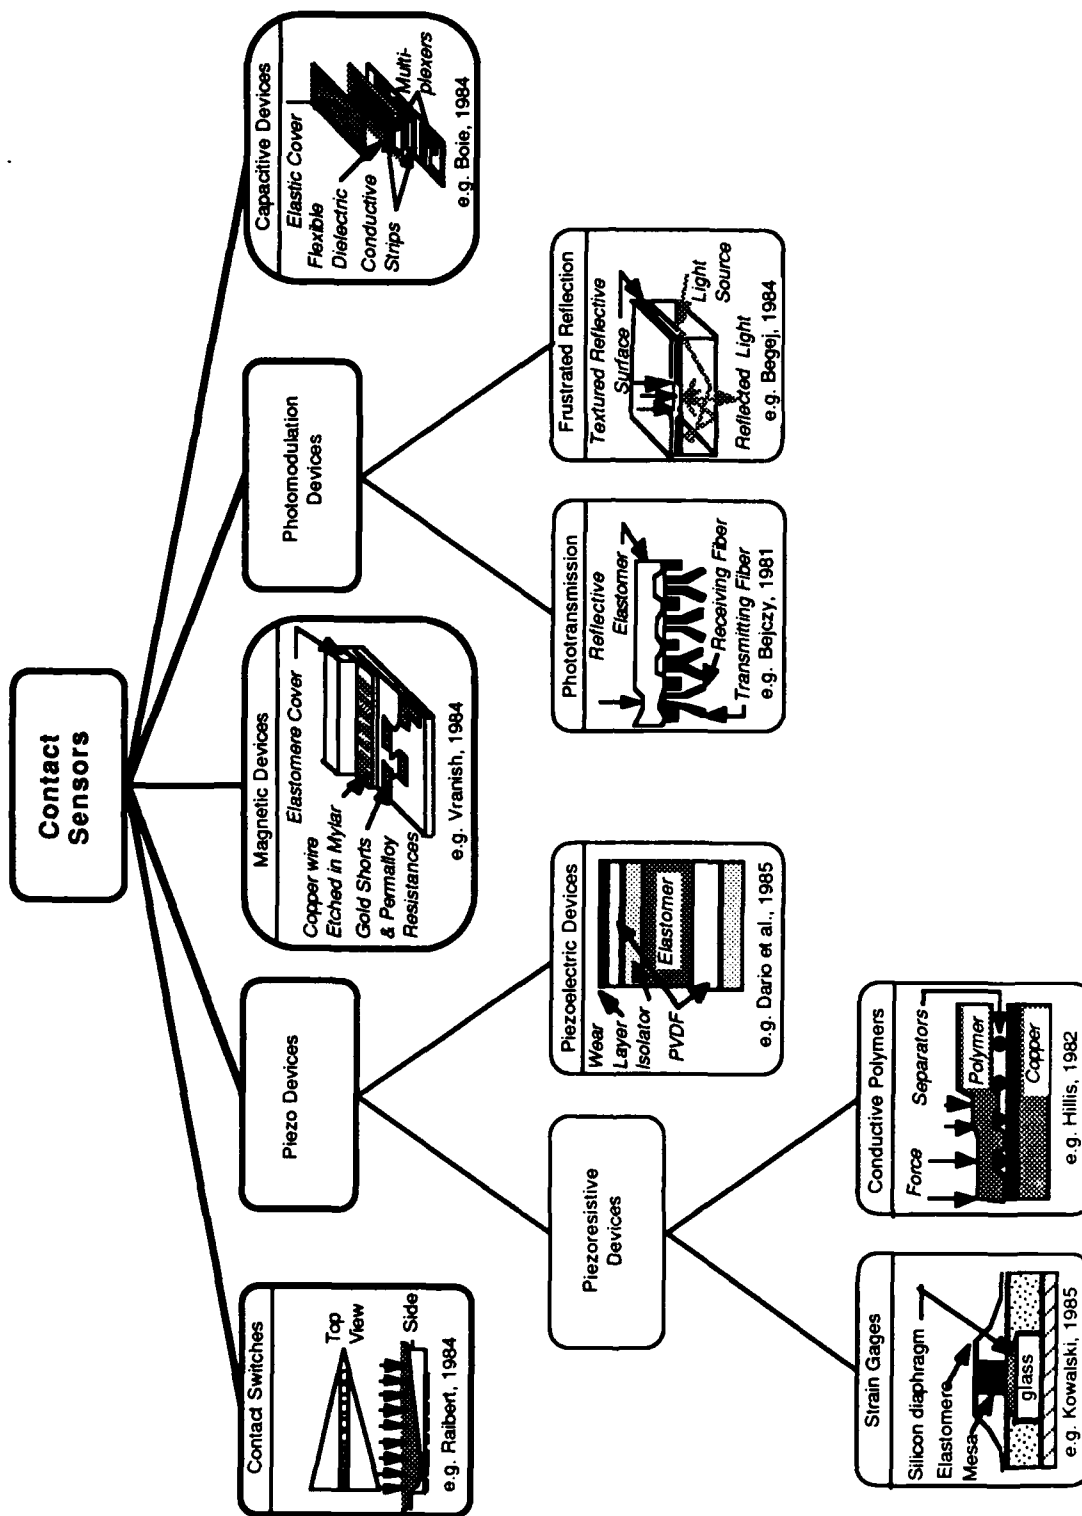 Contact
Sensors
Contact Switches
Top
View
Side
e.g. Raibert, 1984
Piezo Devices
Magnetic Devices
Elastomere Cover
Copper wire
Etched in Mylar
Gold Shorts
& Permalloy
Resistances
e.g. Vranish, 1984
Photomodulation
Devices
Capacitive Devices
Elastic Cover
Flexible
Dielectric
Conductive
Strips
Multi-
plexers
e.g. Boie, 1984
Piezoresistive
Devices
Piezoelectric Devices
Wear
Layer
Isolator
PVDF
Elastomer
e.g. Dario et al., 1985
Phototransmission
Reflective
Elastomer
Receiving Fiber
Transmitting Fiber
e.g. Bejczy, 1981
Frustrated Reflection
Textured Reflective
Surface
Light
Source
Reflected Light
e.g. Begej, 1984
Strain Gages
Silicon diaphragm
Elastomere
Mesa
glass
e.g. Kowalski, 1985
Conductive Polymers
Force
Separators
Polymer
Copper
e.g. Hillis, 1982